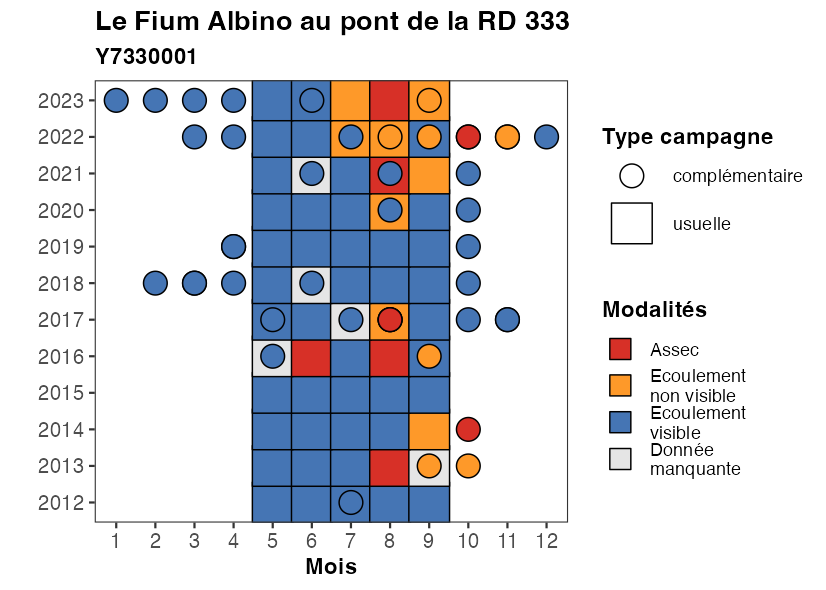 Le Fium Albino au pont de la RD 333
Y7330001
2023
2022
2021
2020
2019
2018
2017
2016
2015
2014
2013
2012
1 2 3 4 5 6 7 8 9 10 11 12
Mois
Type campagne
complémentaire
usuelle
Modalités
Assec
Ecoulement
non visible
Ecoulement
visible
Donnée
manquante